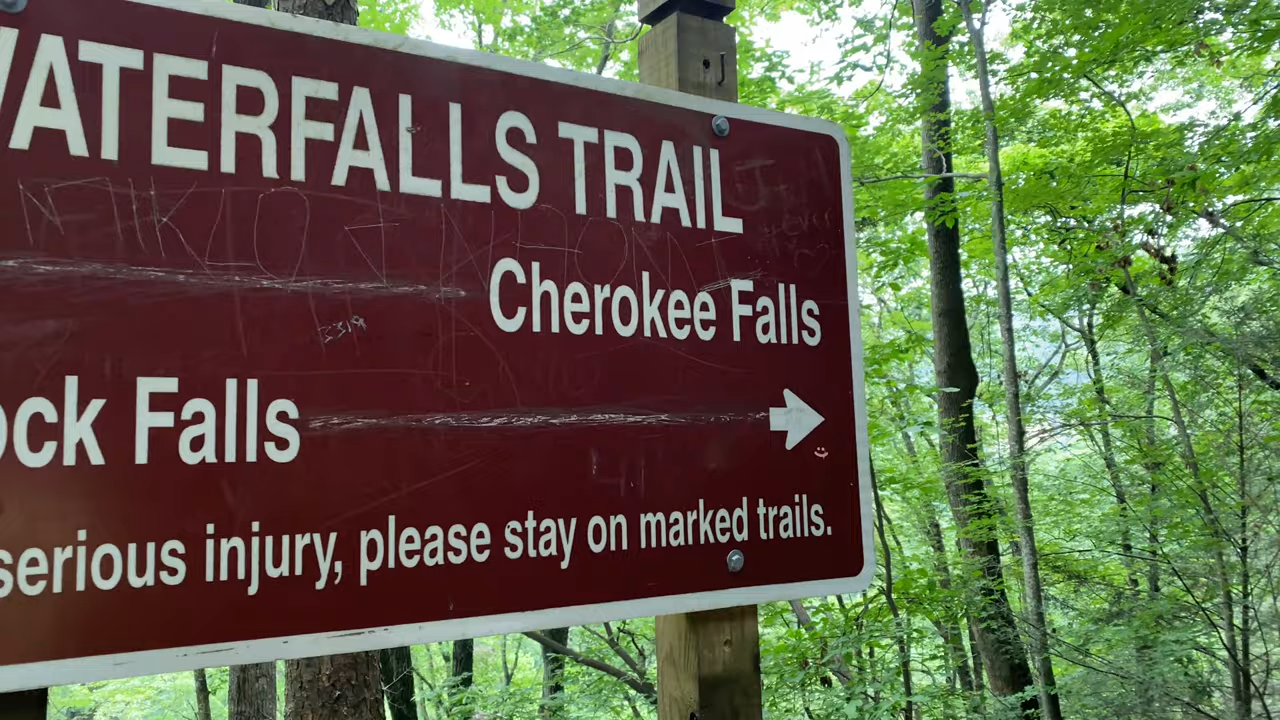 WATERFALLS TRAIL
Cherokee Falls
ock Falls
serious injury, please stay on marked trails.